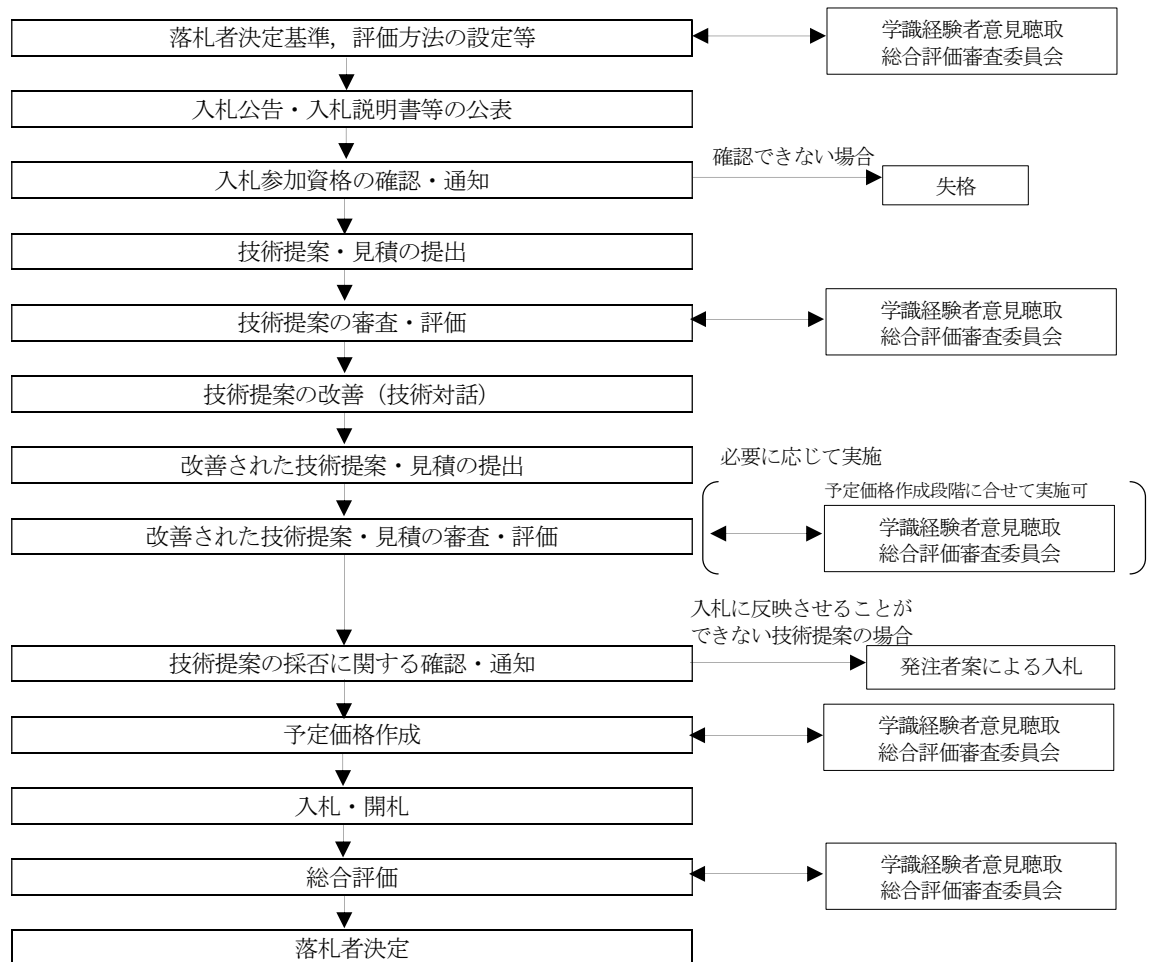 落札者決定基準，評価方法の設定等
学識経験者意見聴取
総合評価審査委員会
入札公告・入札説明書等の公表
入札参加資格の確認・通知
確認できない場合
失格
技術提案・見積の提出
技術提案の審査・評価
学識経験者意見聴取
総合評価審査委員会
技術提案の改善（技術対話）
改善された技術提案・見積の提出
必要に応じて実施
予定価格作成段階に合せて実施可
改善された技術提案・見積の審査・評価
学識経験者意見聴取
総合評価審査委員会
入札に反映させることが
できない技術提案の場合
技術提案の採否に関する確認・通知
発注者案による入札
予定価格作成
学識経験者意見聴取
総合評価審査委員会
入札・開札
総合評価
学識経験者意見聴取
総合評価審査委員会
落札者決定